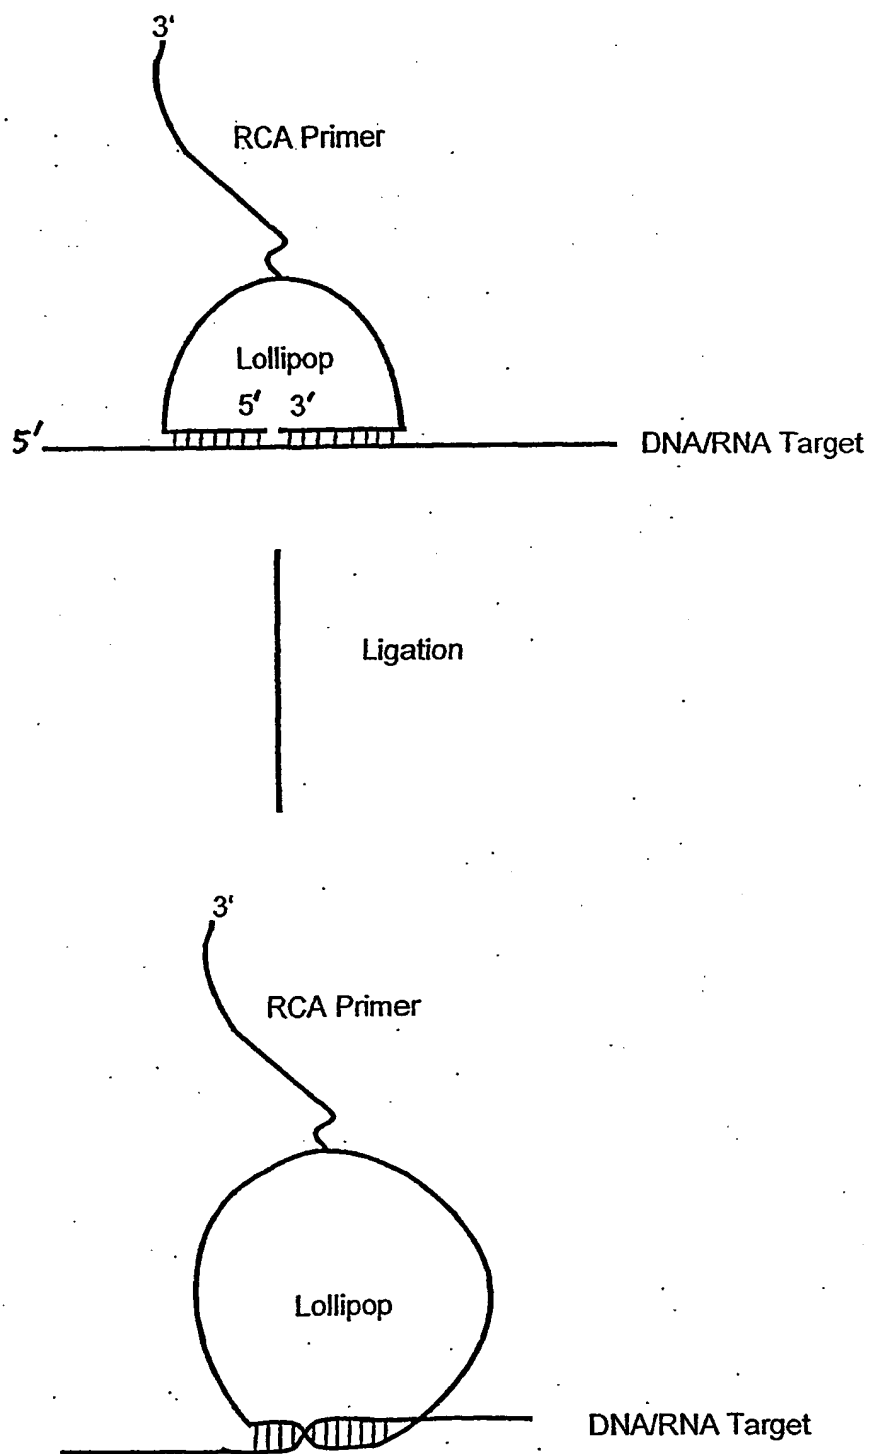 3'
RCA Primer
Lollipop
5' 3'
5'
DNA/RNA Target
Ligation
3'
RCA Primer
Lollipop
DNA/RNA Target